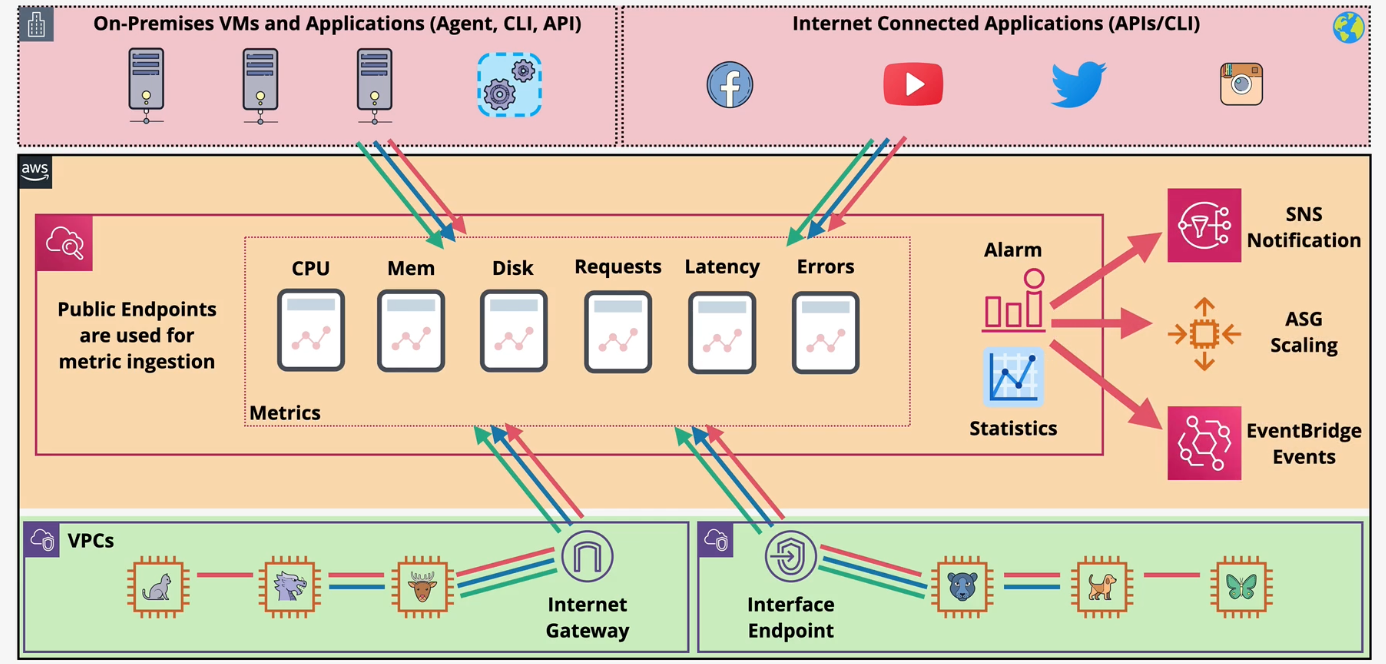 On-Premises VMs and Applications (Agent, CLI, API)
Internet Connected Applications (APIs/CLI)
aws
Public Endpoints
are used for
metric ingestion
CPU
Mem
Disk
Requests
Latency
Errors
Metrics
Alarm
Statistics
SNS
Notification
ASG
Scaling
EventBridge
Events
VPCs
Internet
Gateway
Interface
Endpoint